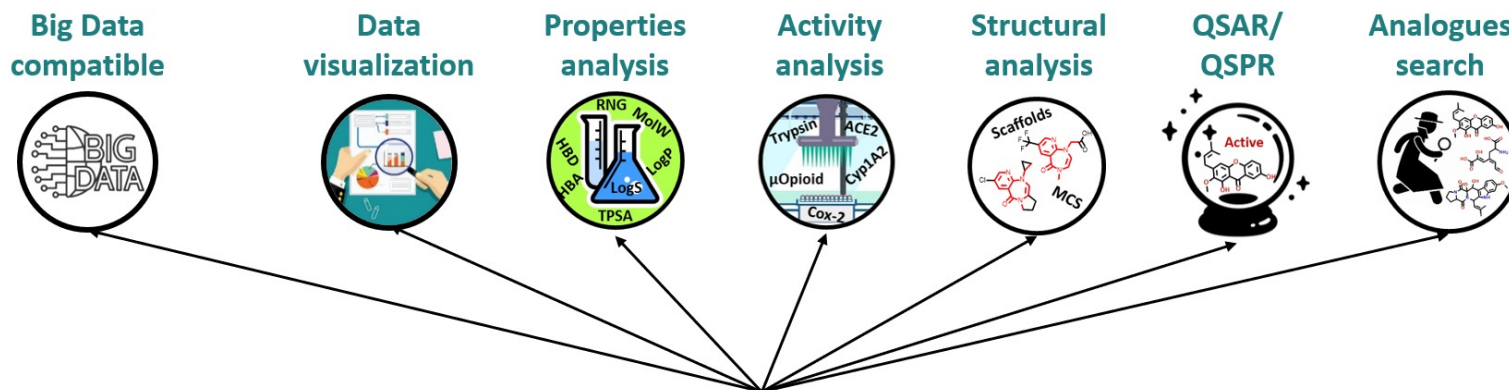 Big Data
compatible
Data
visualization
Properties
analysis
Activity
analysis
Structural
analysis
QSAR/
QSPR
Analogues
search
BIG
DATA
RNG
MolW
HBD
LogP
HBA
LogS
TPSA
Trypsin
ACE2
Cyp1A2
µOpioid
Cox-2
Scaffolds
MCS
Active